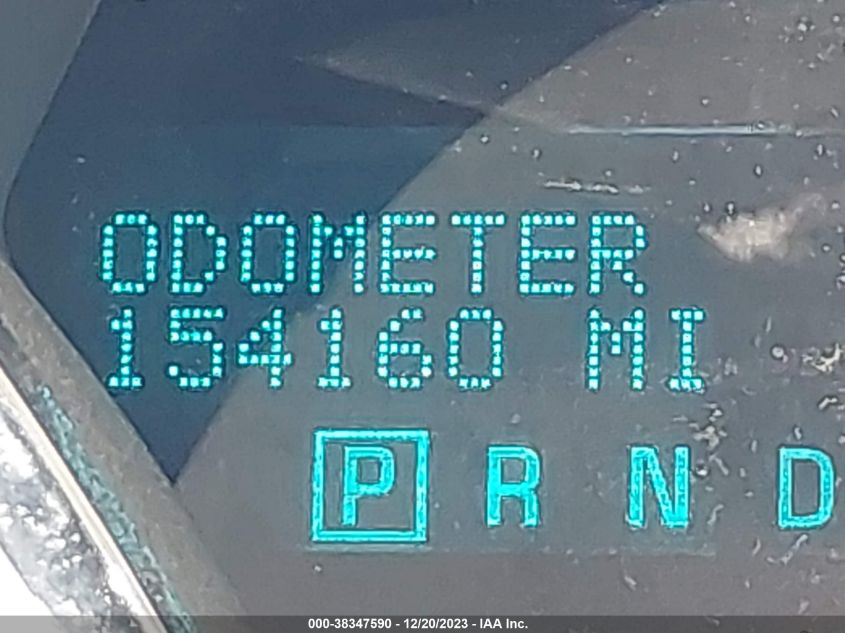 ODOMETER
154160 MI
P R N D
000-38347590 - 12/20/2023 - IAA Inc.